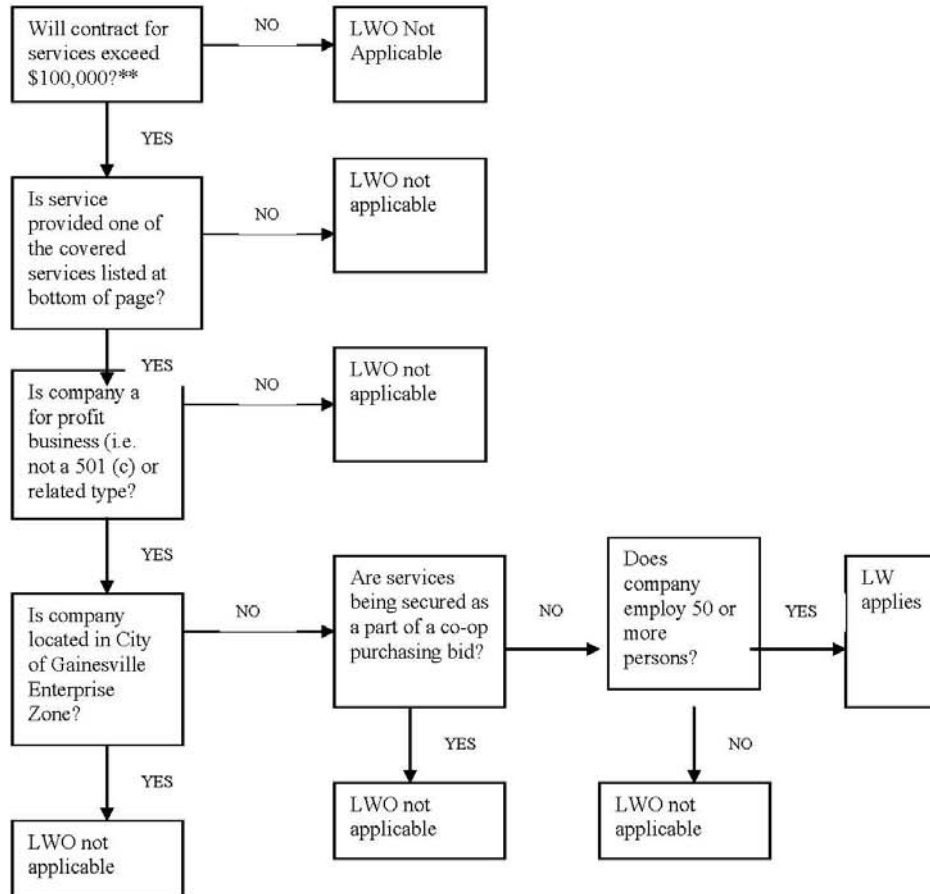 Will contract for
services exceed
$100,000?**
NO
LWO Not
Applicable
YES
Is service
provided one of
the covered
services listed at
bottom of page?
NO
LWO not
applicable
YES
Is company a
for profit
business (i.e.
not a 501 (c) or
related type?
NO
LWO not
applicable
YES
Is company
located in City
of Gainesville
Enterprise
Zone?
NO
Are services
being secured as
a part of a co-op
purchasing bid?
NO
Does
company
employ 50 or
more
persons?
YES
LW
applies
YES
LWO not
applicable
YES
LWO not
applicable
NO
LWO not
applicable